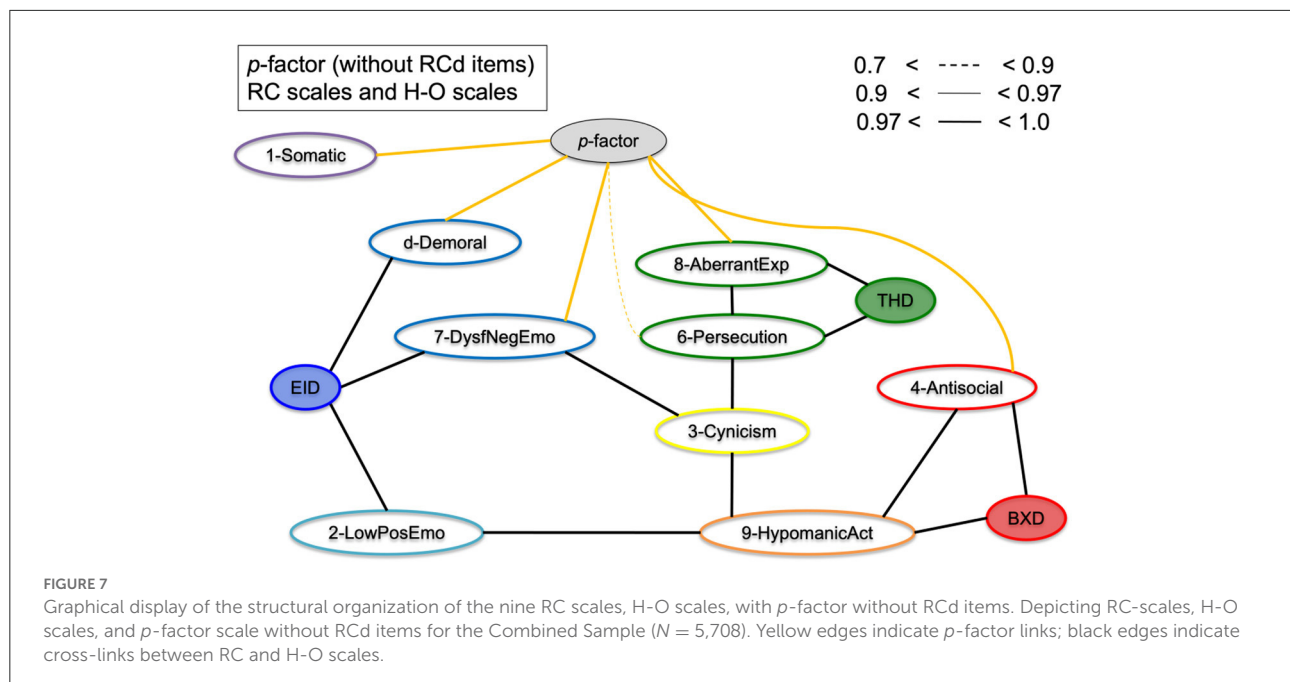 p-factor (without RCd items)
RC scales and H-O scales
0.7 < ---- < 0.9
0.9 < —— < 0.97
0.97 < —— < 1.0
p-factor
1-Somatic
d-Demoral
8-AberrantExp
THD
7-DysfNegEmo
6-Persecution
EID
4-Antisocial
3-Cynicism
2-LowPosEmo
9-HypomanicAct
BXD
FIGURE 7
Graphical display of the structural organization of the nine RC scales, H-O scales, with p-factor without RCd items. Depicting RC-scales, H-O
scales, and p-factor scale without RCd items for the Combined Sample (N = 5,708). Yellow edges indicate p-factor links; black edges indicate
cross-links between RC and H-O scales.